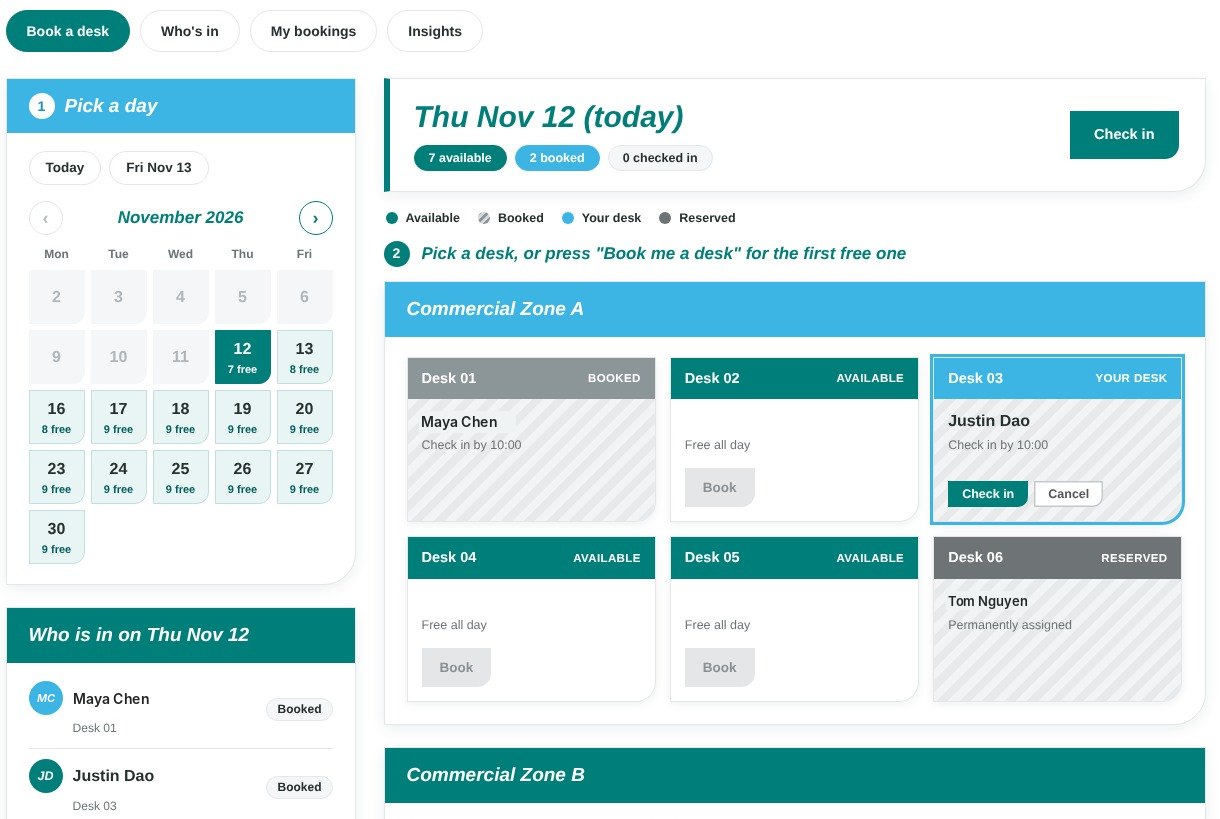 Book a desk Who's in My bookings Insights
1 Pick a day
Today Fri Nov 13
‹ November 2026 ›
Mon Tue Wed Thu Fri
2 3 4 5 6
9 10 11 12 13
7 free 8 free
16 17 18 19 20
8 free 9 free 9 free 9 free 9 free
23 24 25 26 27
9 free 9 free 9 free 9 free 9 free
30
9 free
Who is in on Thu Nov 12
MC Maya Chen Booked
Desk 01
JD Justin Dao Booked
Desk 03
Thu Nov 12 (today)
7 available 2 booked 0 checked in
Check in
Available Booked Your desk Reserved
2 Pick a desk, or press "Book me a desk" for the first free one
Commercial Zone A
Desk 01 BOOKED
Maya Chen
Check in by 10:00
Desk 02 AVAILABLE
Free all day
Book
Desk 03 YOUR DESK
Justin Dao
Check in by 10:00
Check in Cancel
Desk 04 AVAILABLE
Free all day
Book
Desk 05 AVAILABLE
Free all day
Book
Desk 06 RESERVED
Tom Nguyen
Permanently assigned
Commercial Zone B